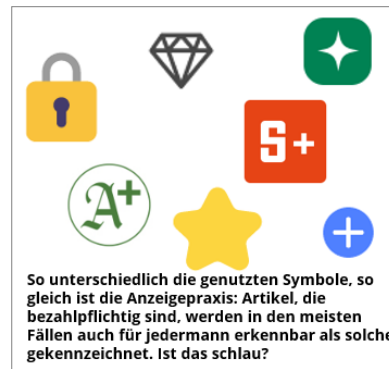 S+
A+
So unterschiedlich die genutzten Symbole, so
gleich ist die Anzeigepraxis: Artikel, die
bezahlpflichtig sind, werden in den meisten
Fällen auch für jedermann erkennbar als solche
gekennzeichnet. Ist das schlau?